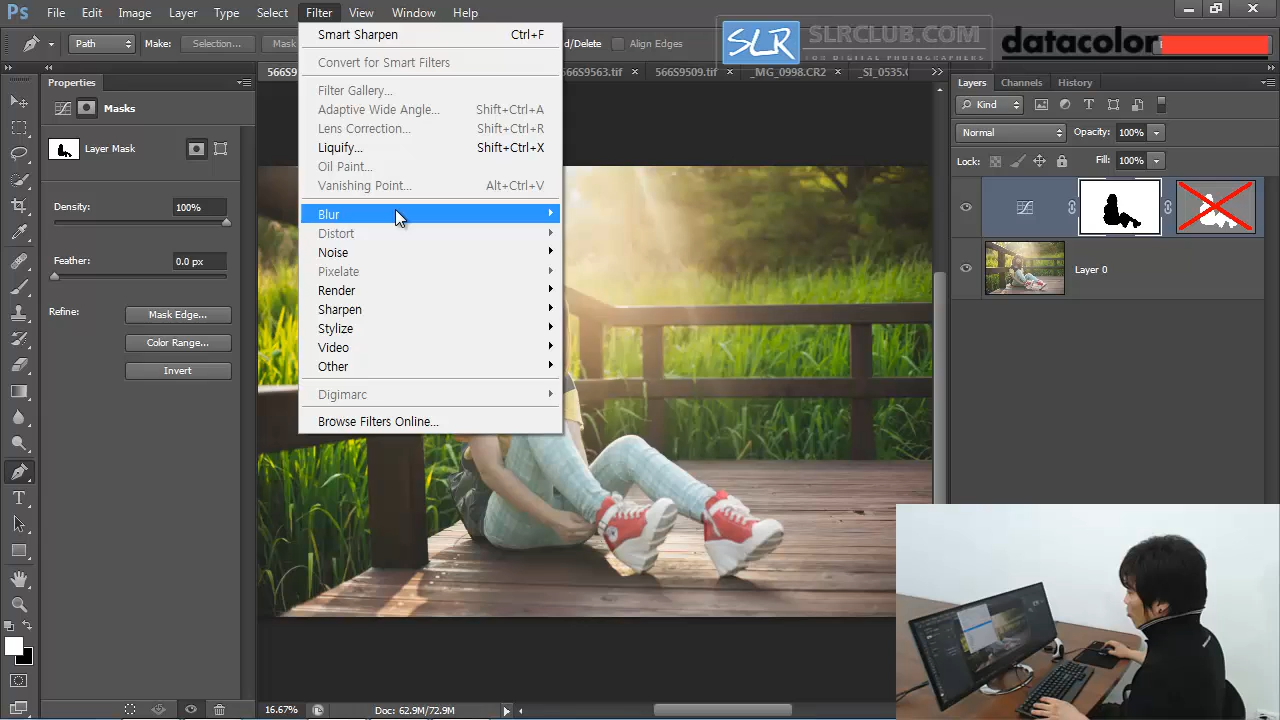 Ps File Edit Image Layer Type Select Filter View Window Help
Path Make: Selection... Mask d/Delete Align Edges
SLR SLRCLUB.COM
FOR DIGITAL PHOTOGRAPHERS
datacolor
566S9 566S9563.tif × 566S9509.tif × _MG_0998.CR2 × _SI_0535.C
Smart Sharpen Ctrl+F
Convert for Smart Filters
Filter Gallery...
Adaptive Wide Angle... Shift+Ctrl+A
Lens Correction... Shift+Ctrl+R
Liquify... Shift+Ctrl+X
Oil Paint...
Vanishing Point... Alt+Ctrl+V
Blur
Distort
Noise
Pixelate
Render
Sharpen
Stylize
Video
Other
Digimarc
Browse Filters Online...
Properties
Masks
Layer Mask
Density: 100%
Feather: 0.0 px
Refine: Mask Edge...
Color Range...
Invert
Layers Channels History
Kind
Normal Opacity: 100%
Lock: Fill: 100%
Layer 0
16.67% Doc: 62.9M/72.9M